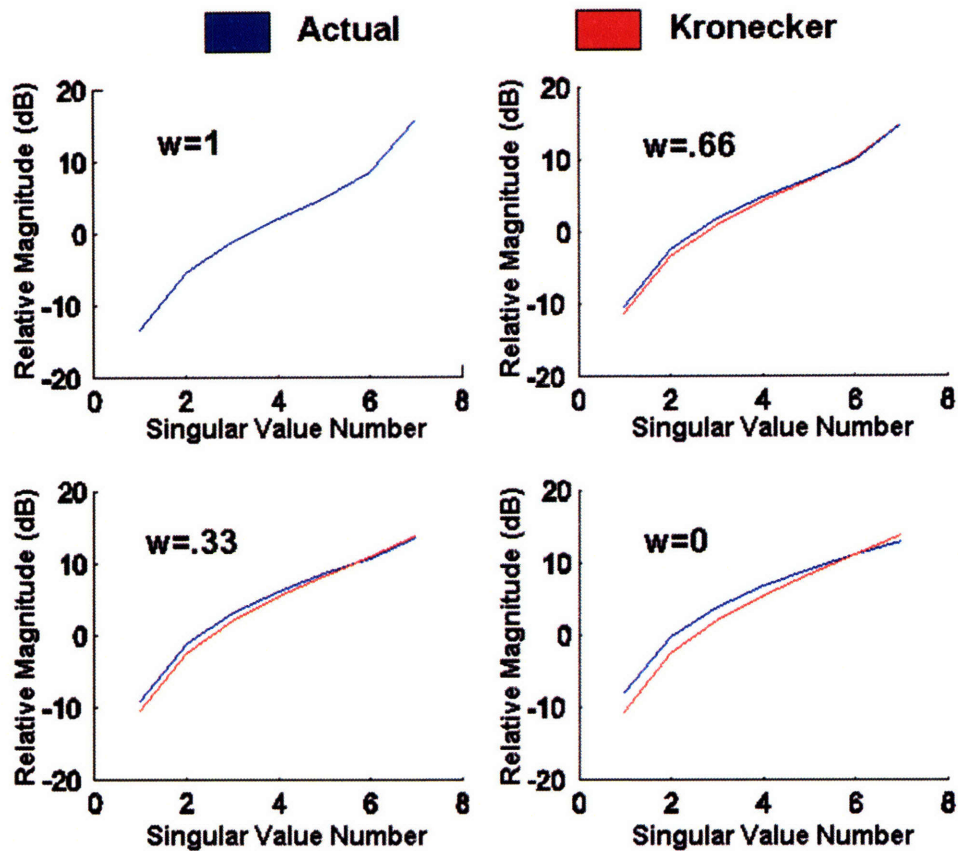 Actual
Kronecker
Relative Magnitude (dB)
20
10
0
-10
-20
w=1
0
2
4
6
8
Singular Value Number
Relative Magnitude (dB)
20
10
0
-10
-20
w=.66
0
2
4
6
8
Singular Value Number
Relative Magnitude (dB)
20
10
0
-10
-20
w=.33
0
2
4
6
8
Singular Value Number
Relative Magnitude (dB)
20
10
0
-10
-20
w=0
0
2
4
6
8
Singular Value Number